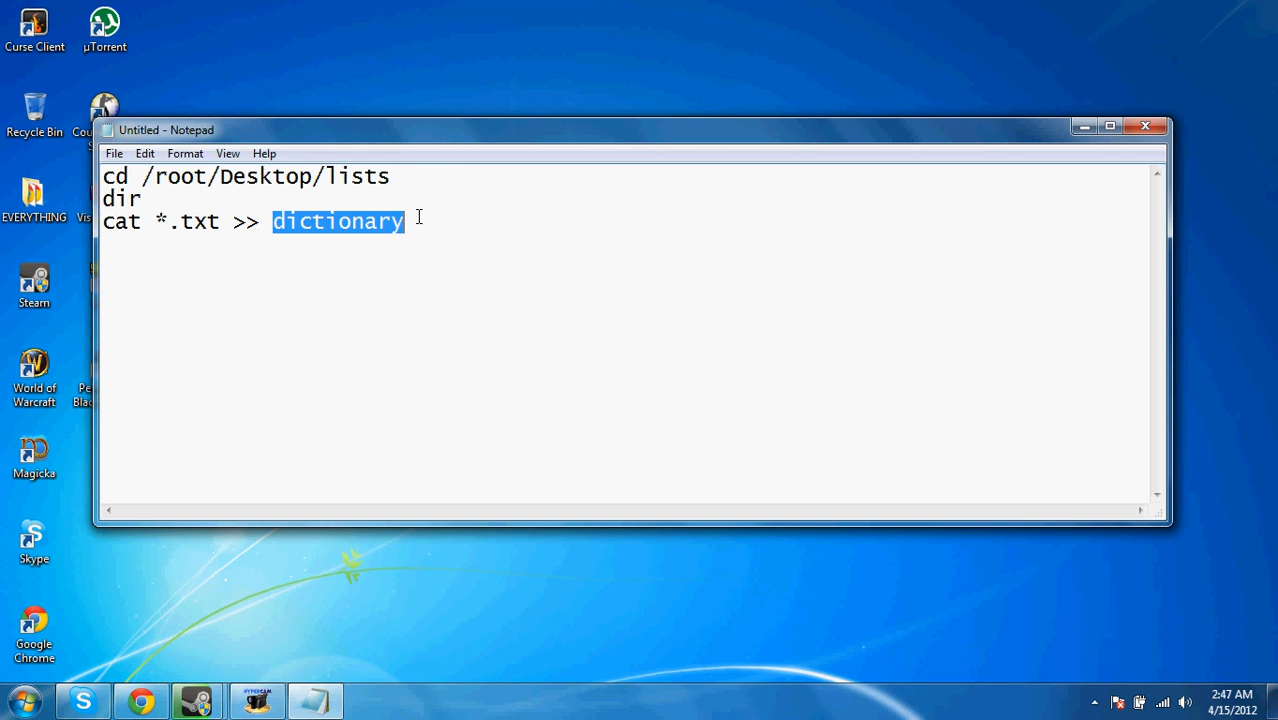 Curse Client
µTorrent
Recycle Bin
Untitled - Notepad
File Edit Format View Help
cd /root/Desktop/lists
dir
cat *.txt >> dictionary
EVERYTHING
Steam
World of
Warcraft
Magicka
Skype
Google
Chrome
HYPERCAM
2:47 AM
4/15/2012